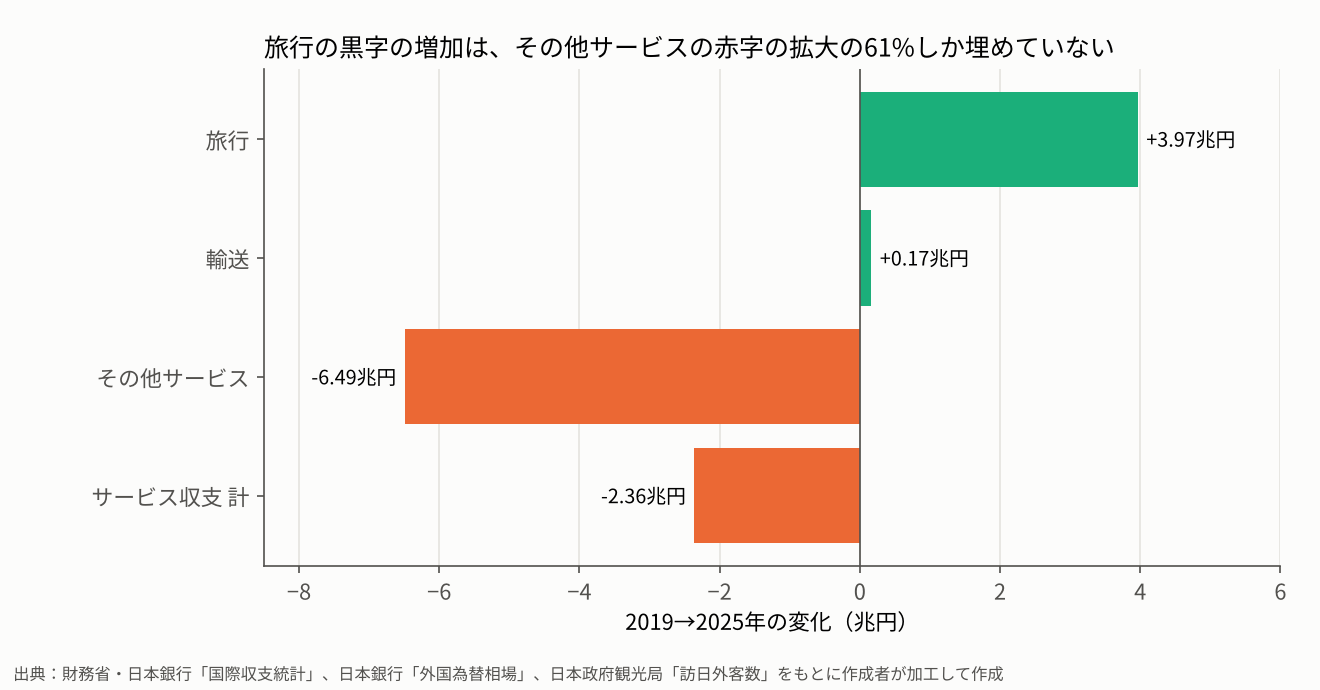 旅行の黒字の増加は、その他サービスの赤字の拡大の61%しか埋めていない
旅行
+3.97兆円
輸送
+0.17兆円
その他サービス
-6.49兆円
サービス収支 計
-2.36兆円
−8 −6 −4 −2 0 2 4 6
2019→2025年の変化（兆円）
出典：財務省・日本銀行「国際収支統計」、日本銀行「外国為替相場」、日本政府観光局「訪日外客数」をもとに作成者が加工して作成